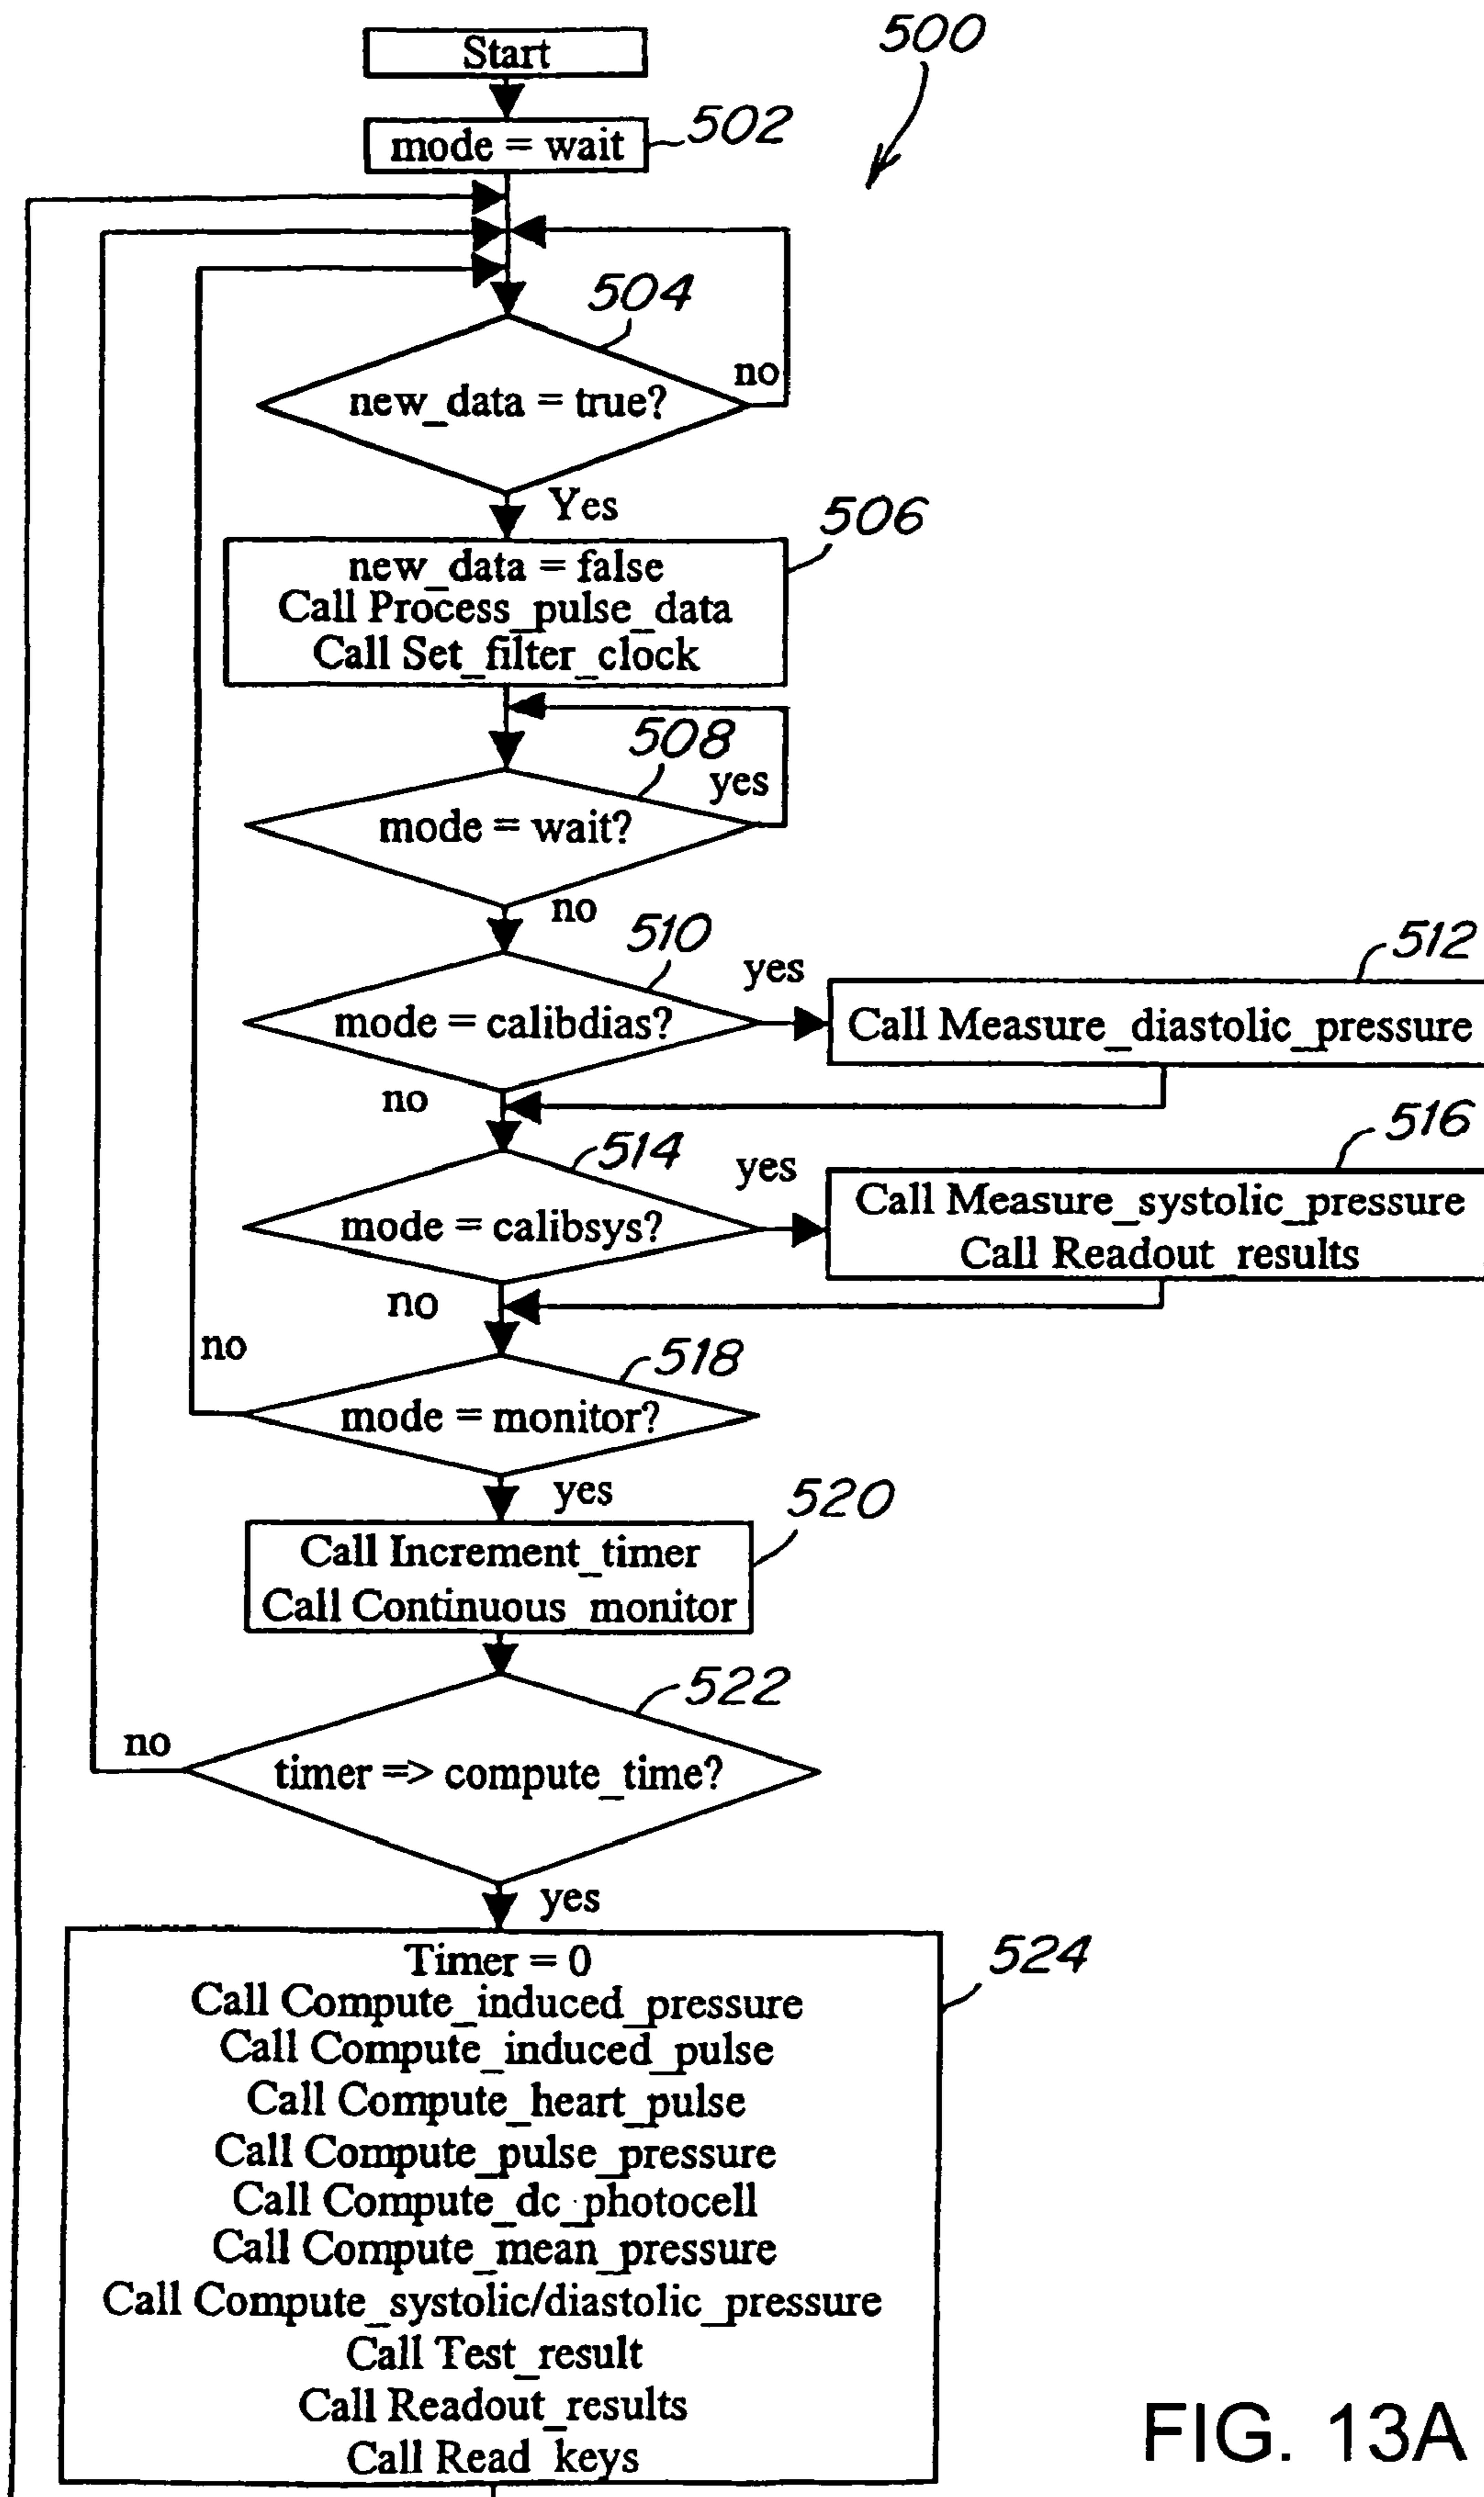 Start
500
mode = wait
502
504
new_data = true?
no
Yes
506
new_data = false
Call Process_pulse_data
Call Set_filter_clock
508
yes
mode = wait?
no
510
yes
512
mode = calibdias?
Call Measure_diastolic_pressure
no
514
yes
516
mode = calibsys?
Call Measure_systolic_pressure
Call Readout_results
no
no
518
mode = monitor?
yes
520
Call Increment_timer
Call Continuous_monitor
522
no
timer => compute_time?
yes
524
Timer = 0
Call Compute_induced_pressure
Call Compute_induced_pulse
Call Compute_heart_pulse
Call Compute_pulse_pressure
Call Compute_dc_photocell
Call Compute_mean_pressure
Call Compute_systolic/diastolic_pressure
Call Test_result
Call Readout_results
Call Read_keys
FIG. 13A